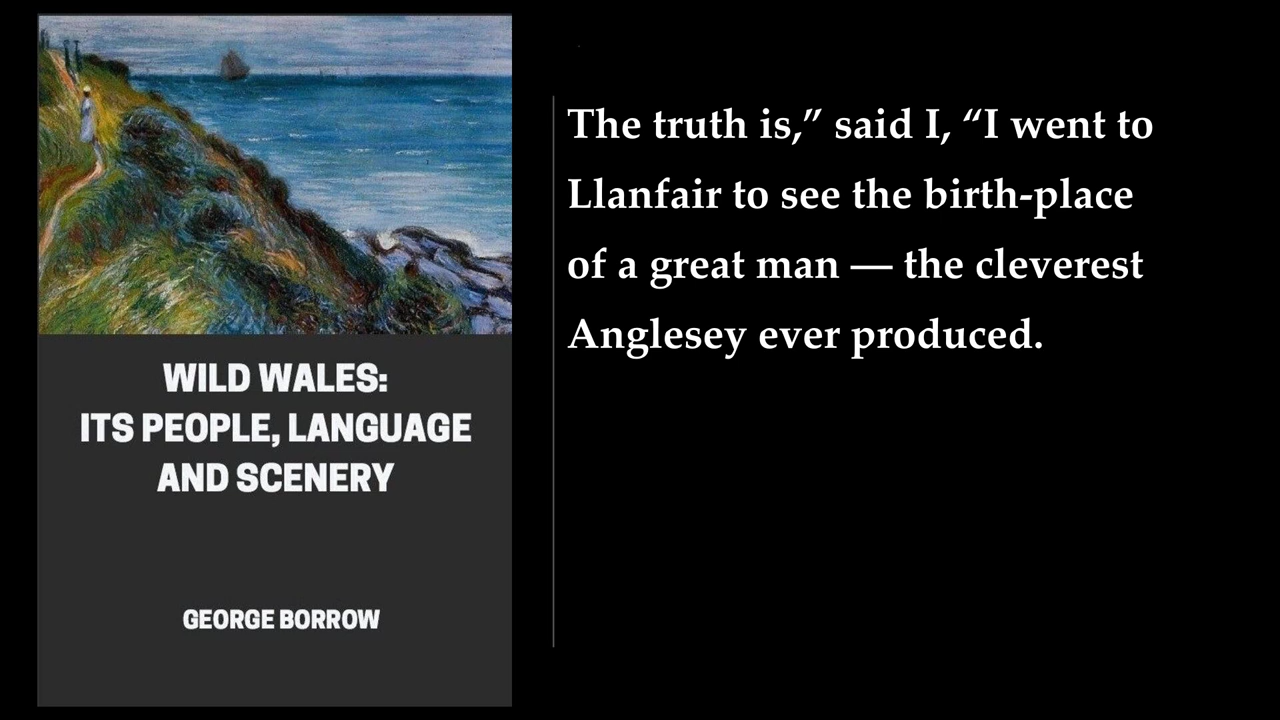 WILD WALES:
ITS PEOPLE, LANGUAGE
AND SCENERY
GEORGE BORROW
The truth is,” said I, “I went to
Llanfair to see the birth-place
of a great man — the cleverest
Anglesey ever produced.